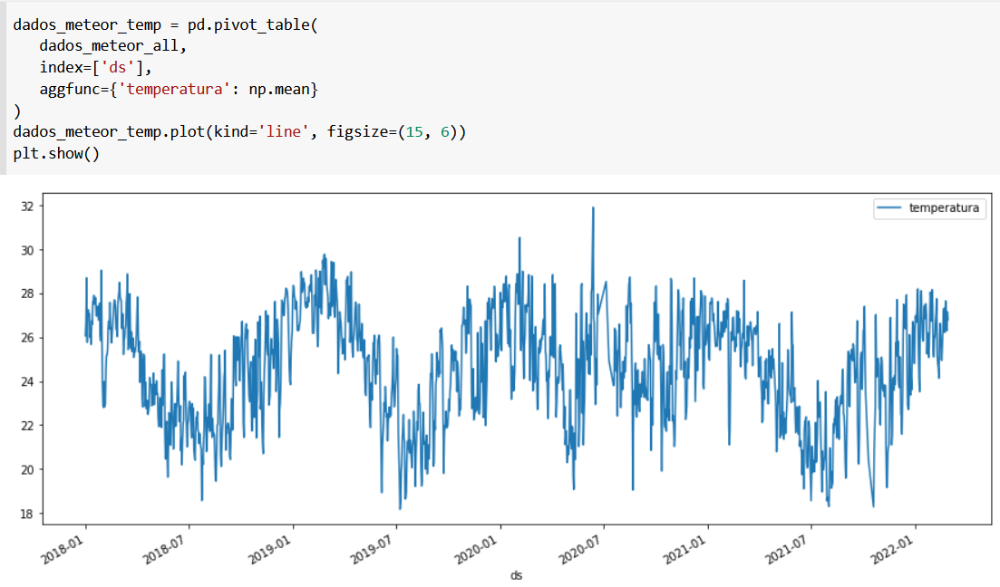 dados_meteor_temp = pd.pivot_table(
   dados_meteor_all,
   index=['ds'],
   aggfunc={'temperatura': np.mean}
)
dados_meteor_temp.plot(kind='line', figsize=(15, 6))
plt.show()
temperatura
32
30
28
26
24
22
20
18
2018-01
2018-07
2019-01
2019-07
2020-01
2020-07
2021-01
2021-07
2022-01
ds